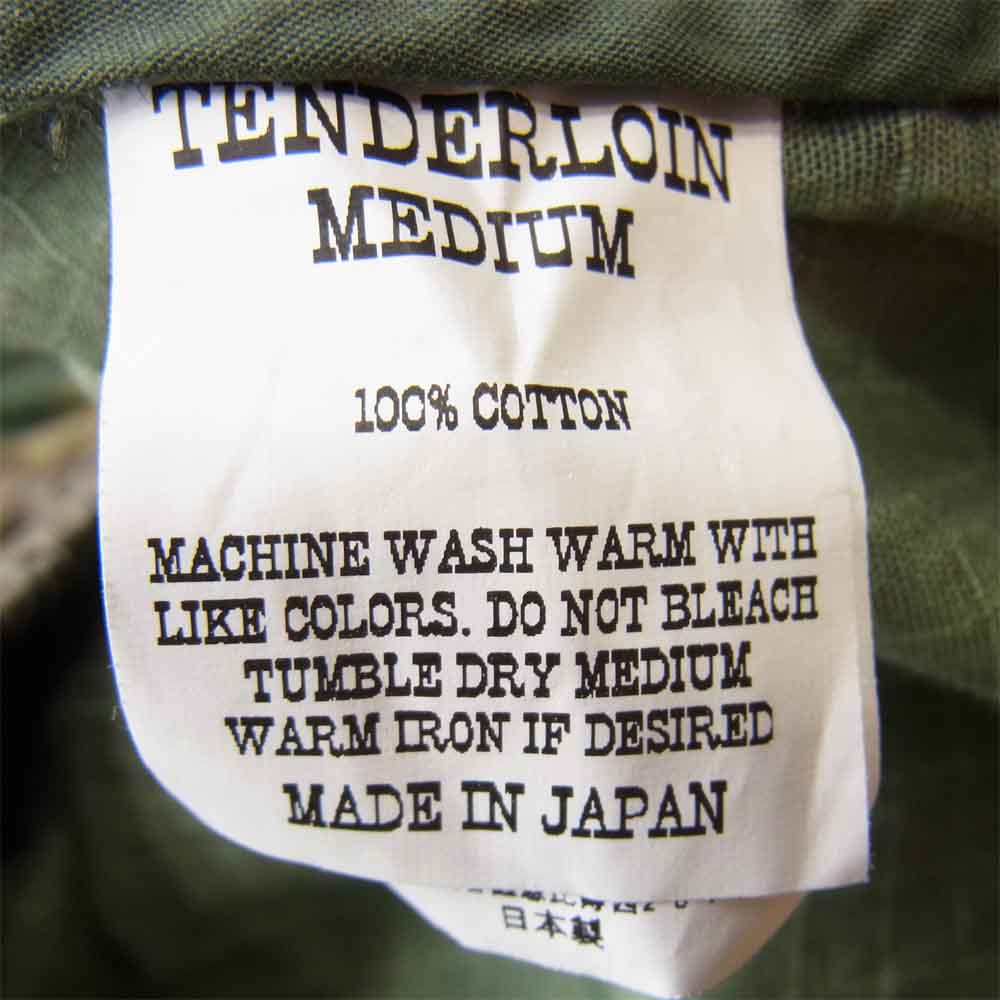 TENDERLOIN
MEDIUM
100% COTTON
MACHINE WASH WARM WITH
LIKE COLORS. DO NOT BLEACH
TUMBLE DRY MEDIUM
WARM IRON IF DESIRED
MADE IN JAPAN
日本製